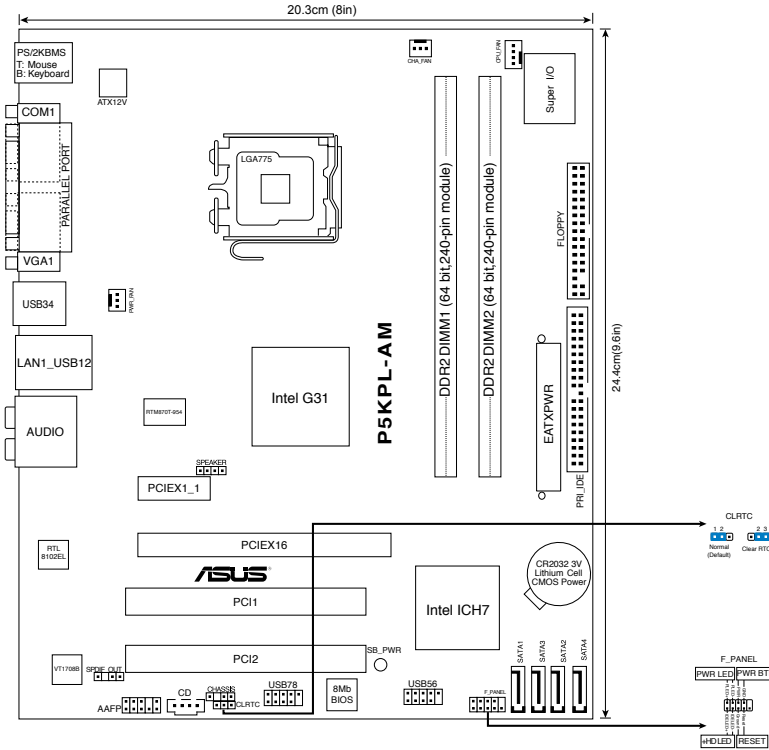 20.3cm (8in)
PS/2KBMS
T: Mouse
B: Keyboard
ATX12V
CHA_FAN
CPU_FAN
Super I/O
COM1
PARALLEL PORT
VGA1
LGA775
DDR2 DIMM1 (64 bit,240-pin module)
DDR2 DIMM2 (64 bit,240-pin module)
FLOPPY
24.4cm(9.6in)
USB34
PWR_FAN
LAN1_USB12
Intel G31
P5KPL-AM
EATXPWR
PRI_IDE
AUDIO
RTM870T-954
SPEAKER
PCIEX1_1
CLRTC
1 2
2 3
Normal
(Default)
Clear RTC
PCIEX16
RTL
8102EL
ASUS
CR2032 3V
Lithium Cell
CMOS Power
PCI1
Intel ICH7
PCI2
SB_PWR
VT1708B
SPDIF_OUT
SATA1
SATA3
SATA2
SATA4
F_PANEL
PWR LED
PWR BT
AAFP
CD
CHASSIS
CLRTC
USB78
8Mb
BIOS
USB56
F_PANEL
+HDLED
RESET